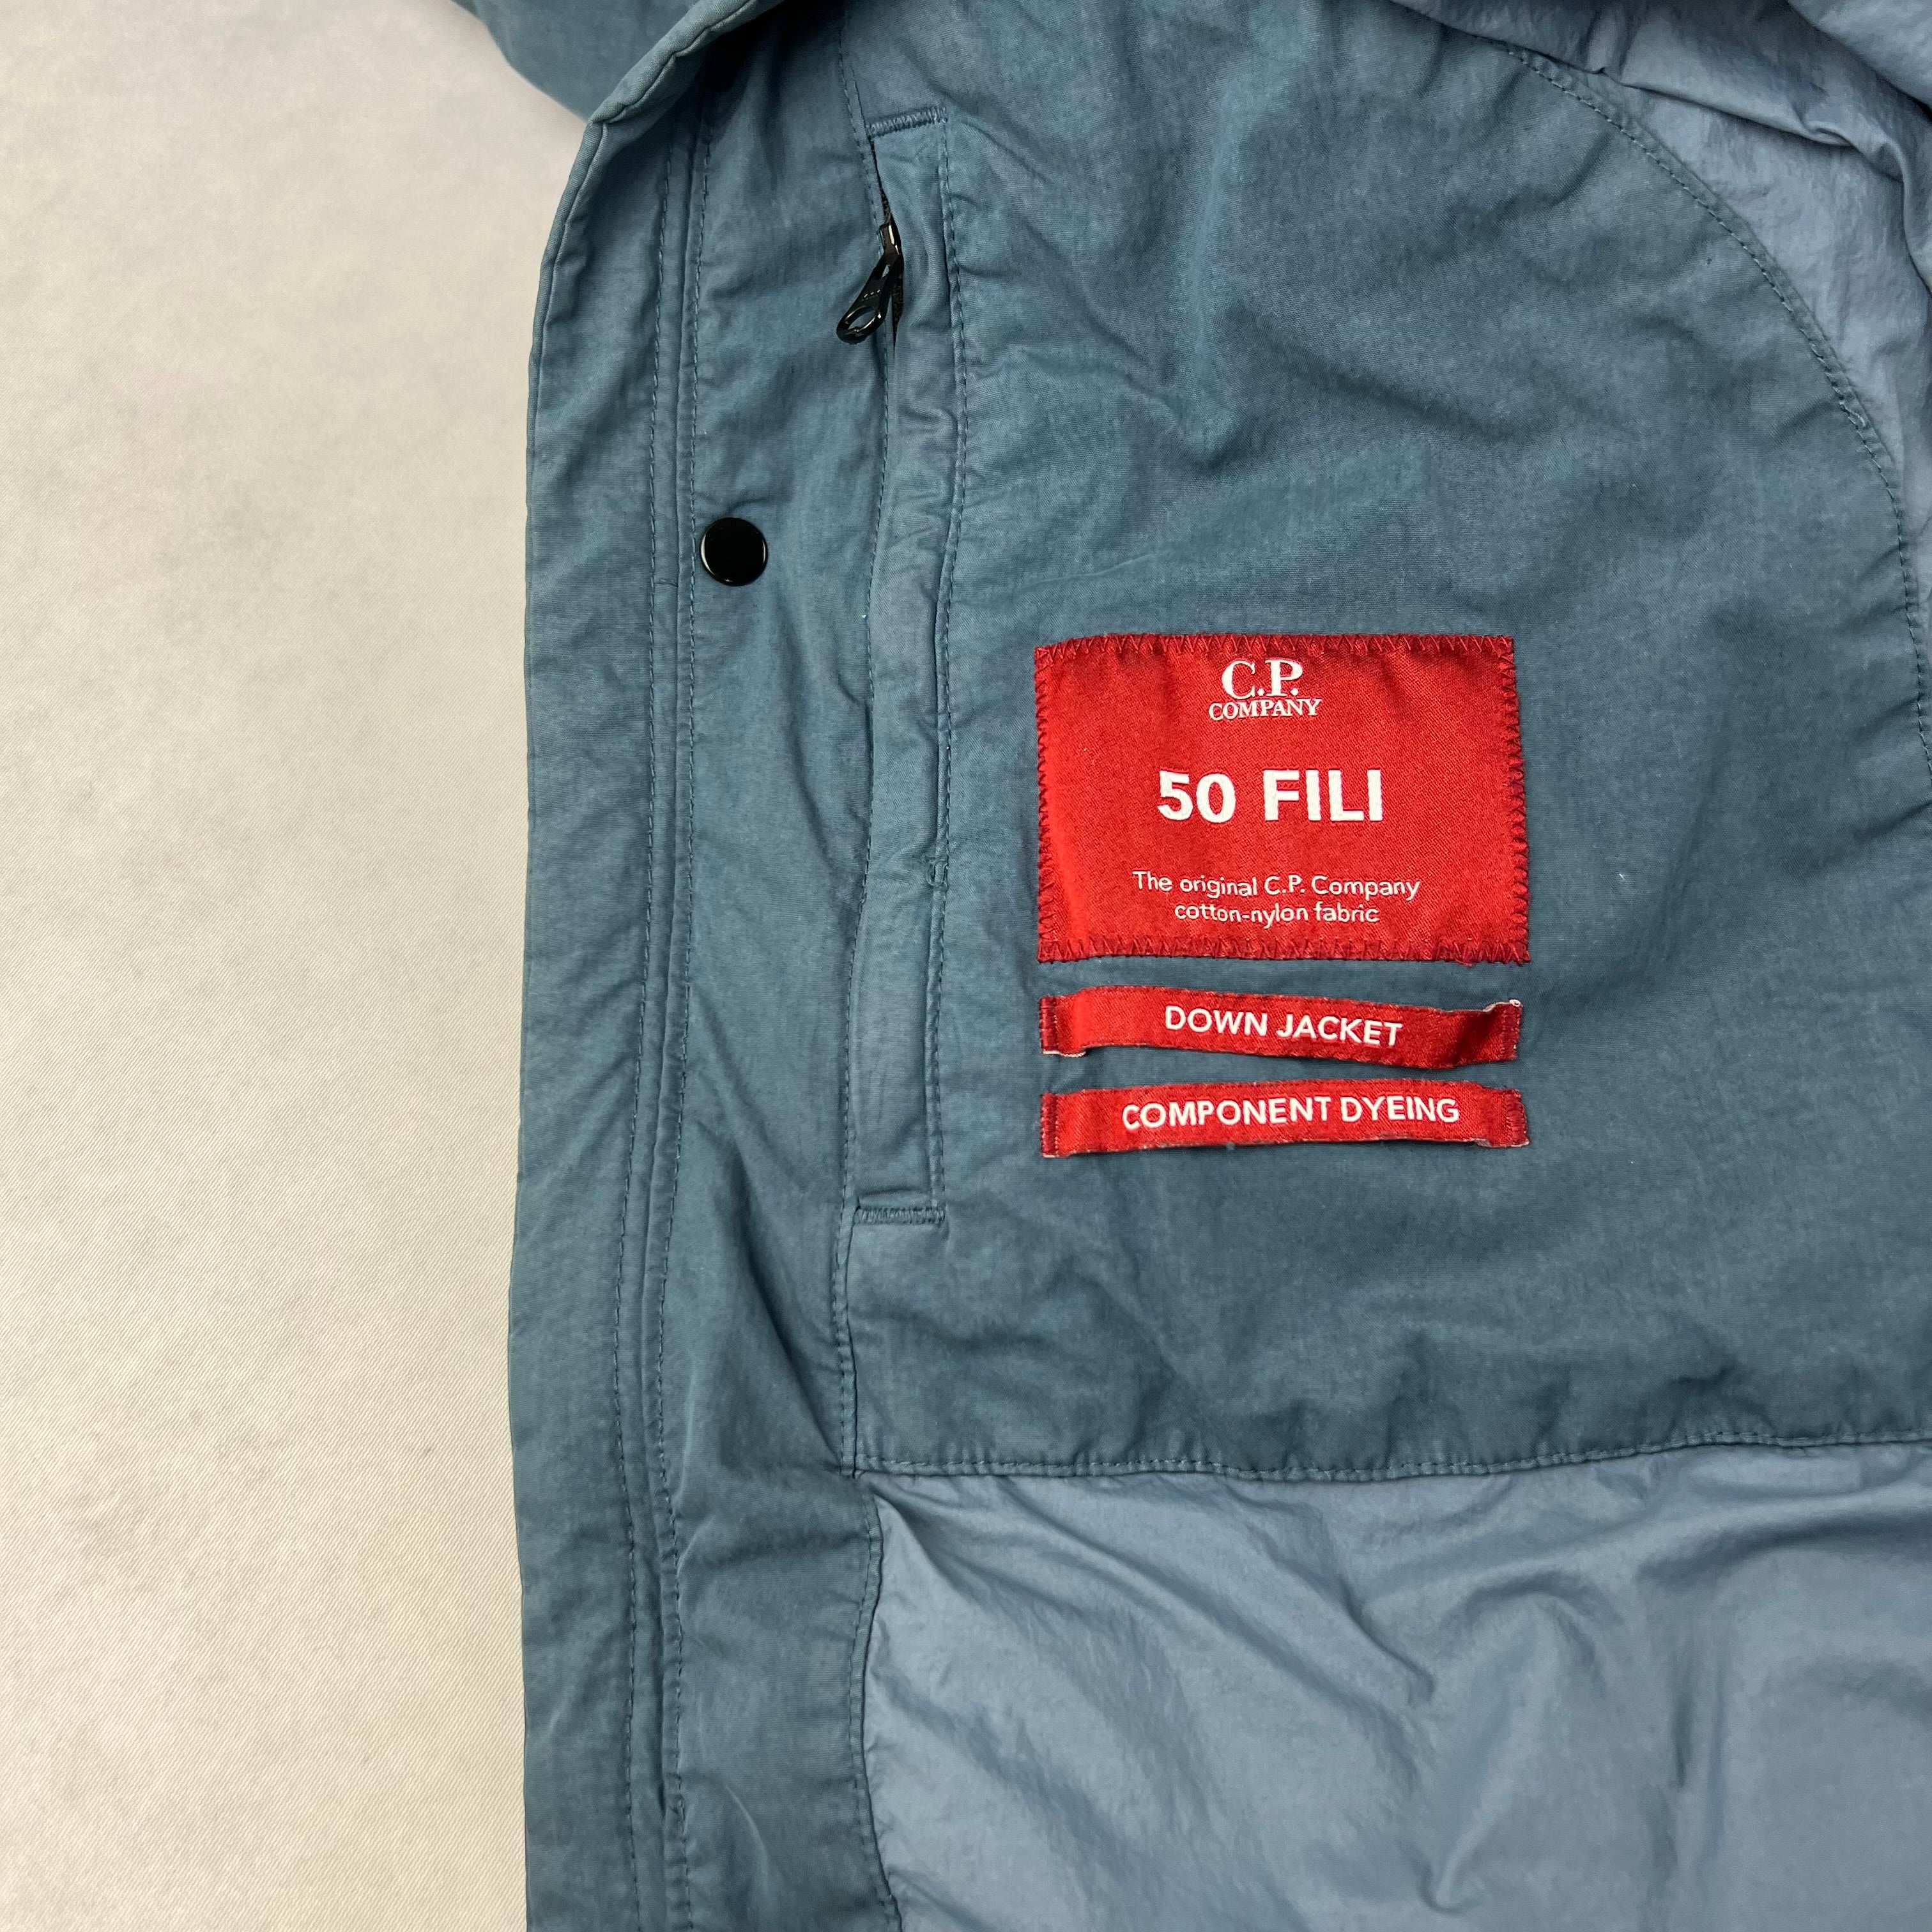 C.P.
COMPANY
50 FILI
The original C.P. Company
cotton-nylon fabric
DOWN JACKET
COMPONENT DYEING